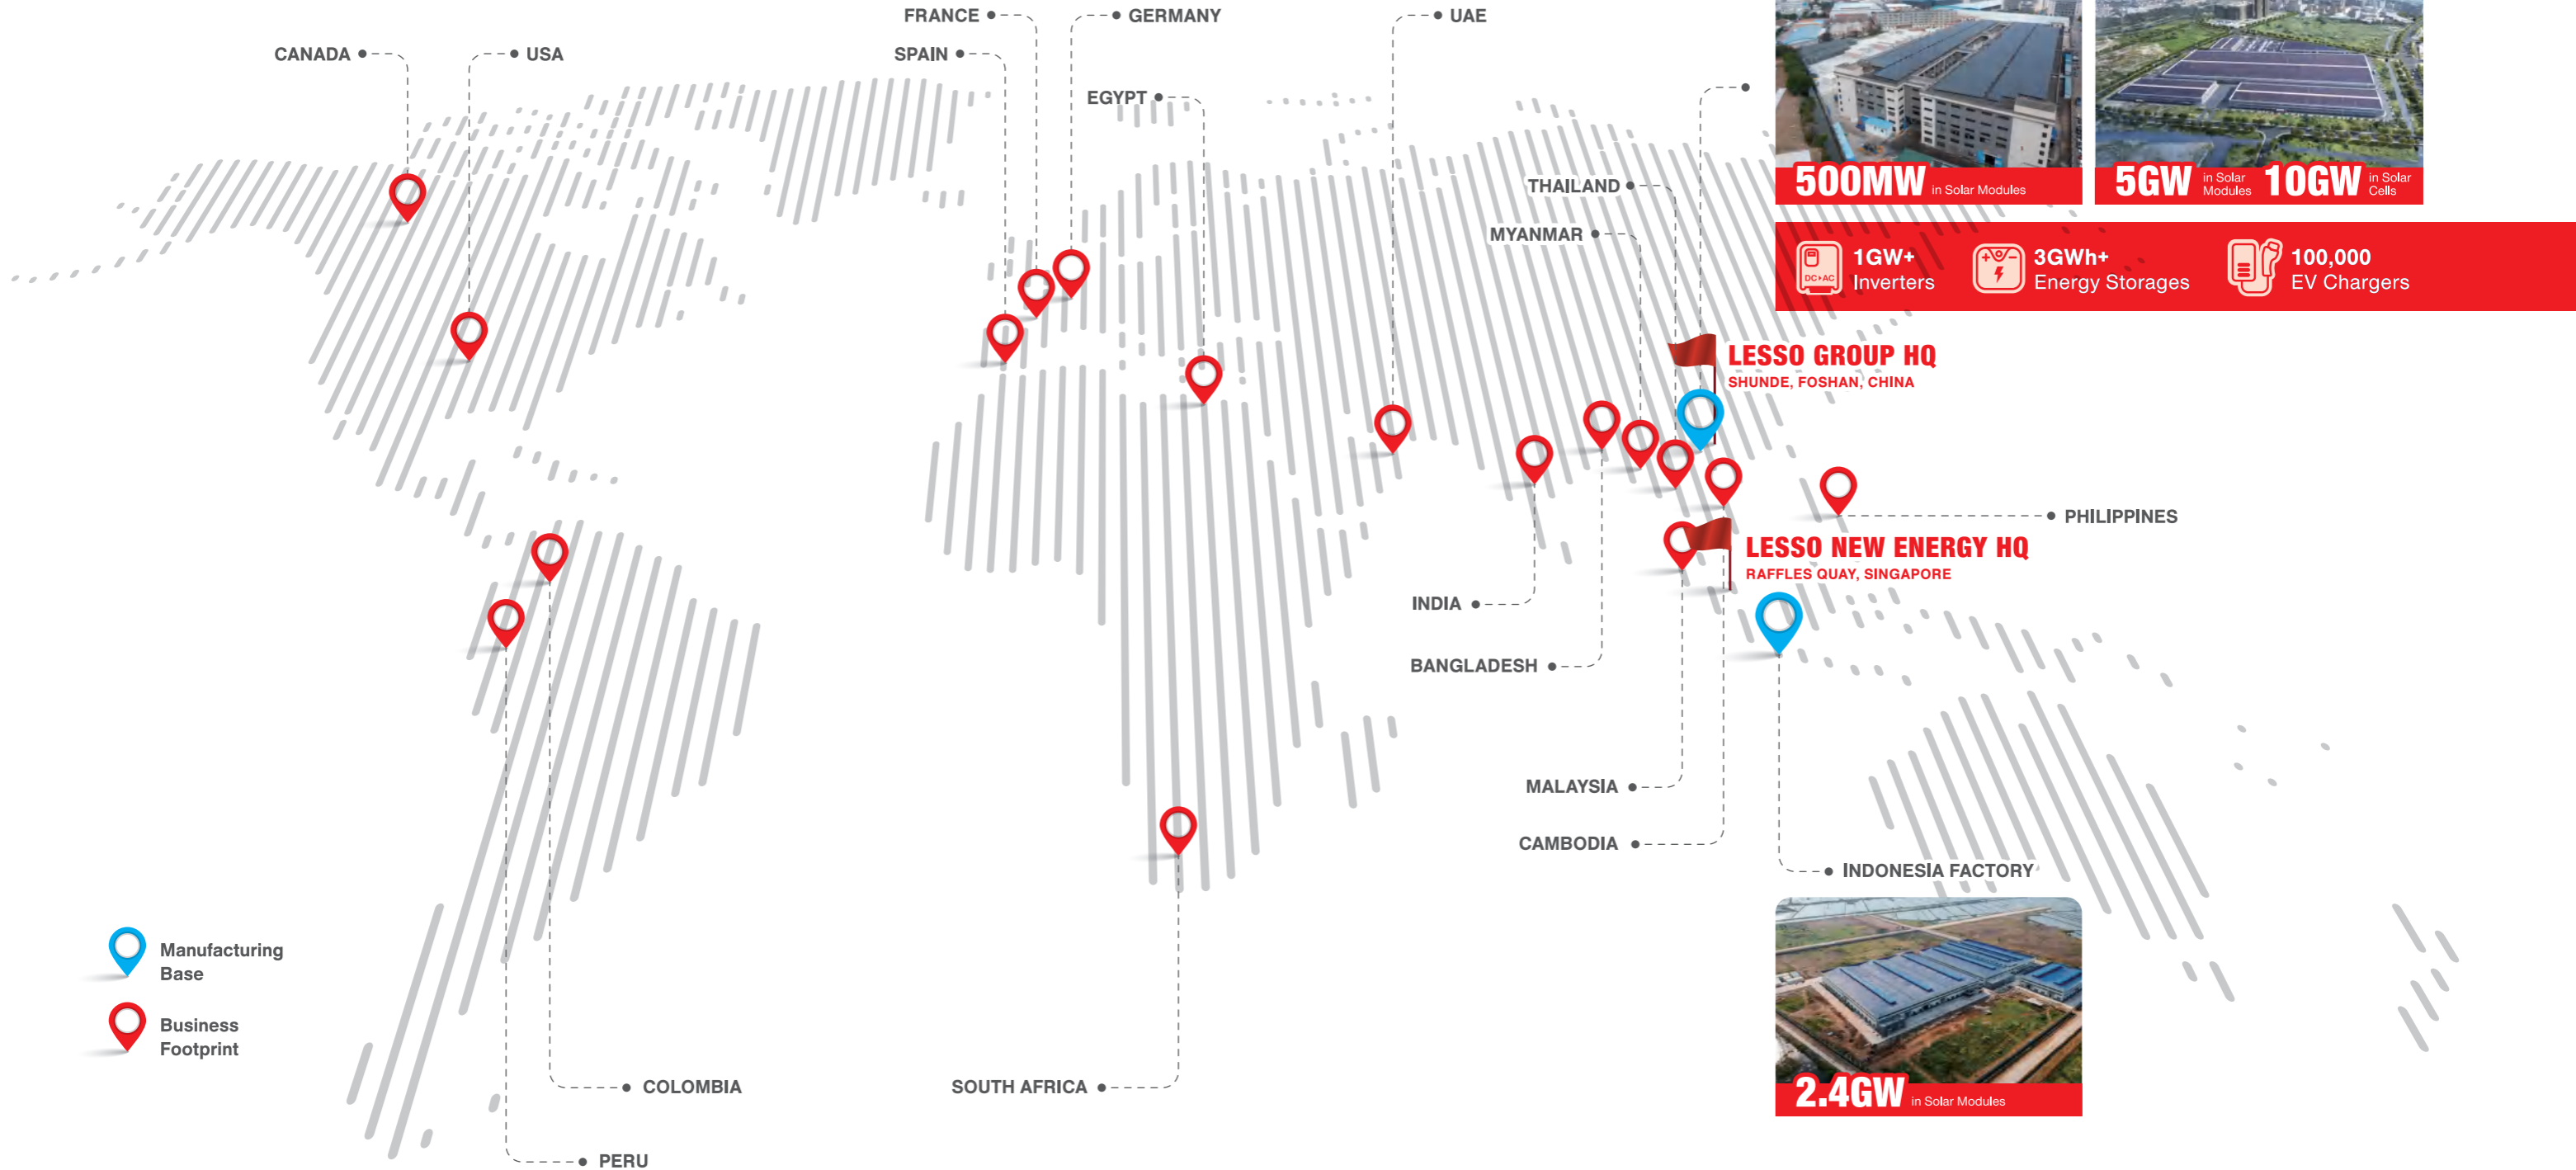 FRANCE
GERMANY
UAE
CANADA
USA
SPAIN
EGYPT
500MW in Solar Modules
5GW in Solar Modules 10GW in Solar Cells
THAILAND
MYANMAR
DC▸AC
1GW+
Inverters
3GWh+
Energy Storages
100,000
EV Chargers
LESSO GROUP HQ
SHUNDE, FOSHAN, CHINA
PHILIPPINES
LESSO NEW ENERGY HQ
RAFFLES QUAY, SINGAPORE
INDIA
BANGLADESH
MALAYSIA
CAMBODIA
INDONESIA FACTORY
Manufacturing
Base
Business
Footprint
COLOMBIA
SOUTH AFRICA
2.4GW in Solar Modules
PERU